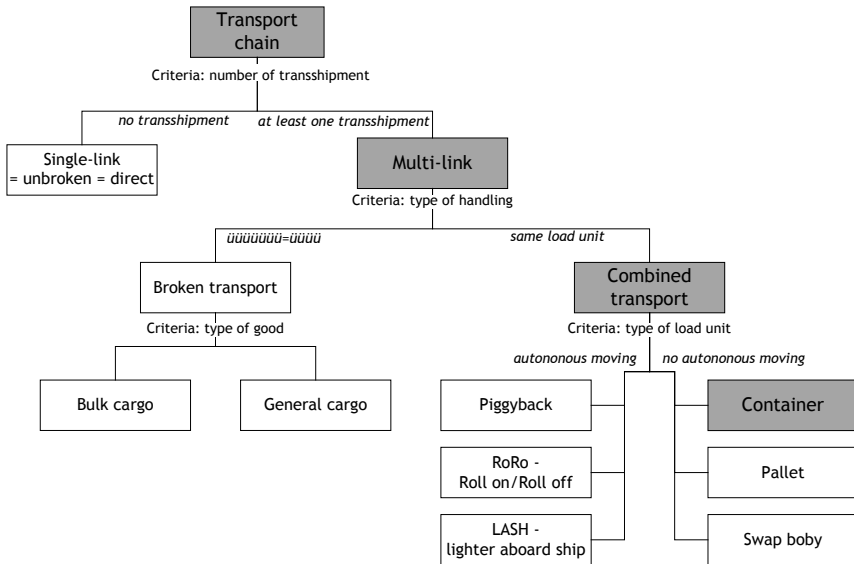 Transport
chain
Criteria: number of transshipment
no transshipment
at least one transshipment
Single-link
= unbroken = direct
Multi-link
Criteria: type of handling
üüüüüüü=üüüü
same load unit
Broken transport
Combined
transport
Criteria: type of good
Criteria: type of load unit
autononous moving
no autononous moving
Bulk cargo
General cargo
Piggyback
Container
RoRo -
Roll on/Roll off
Pallet
LASH -
lighter aboard ship
Swap boby